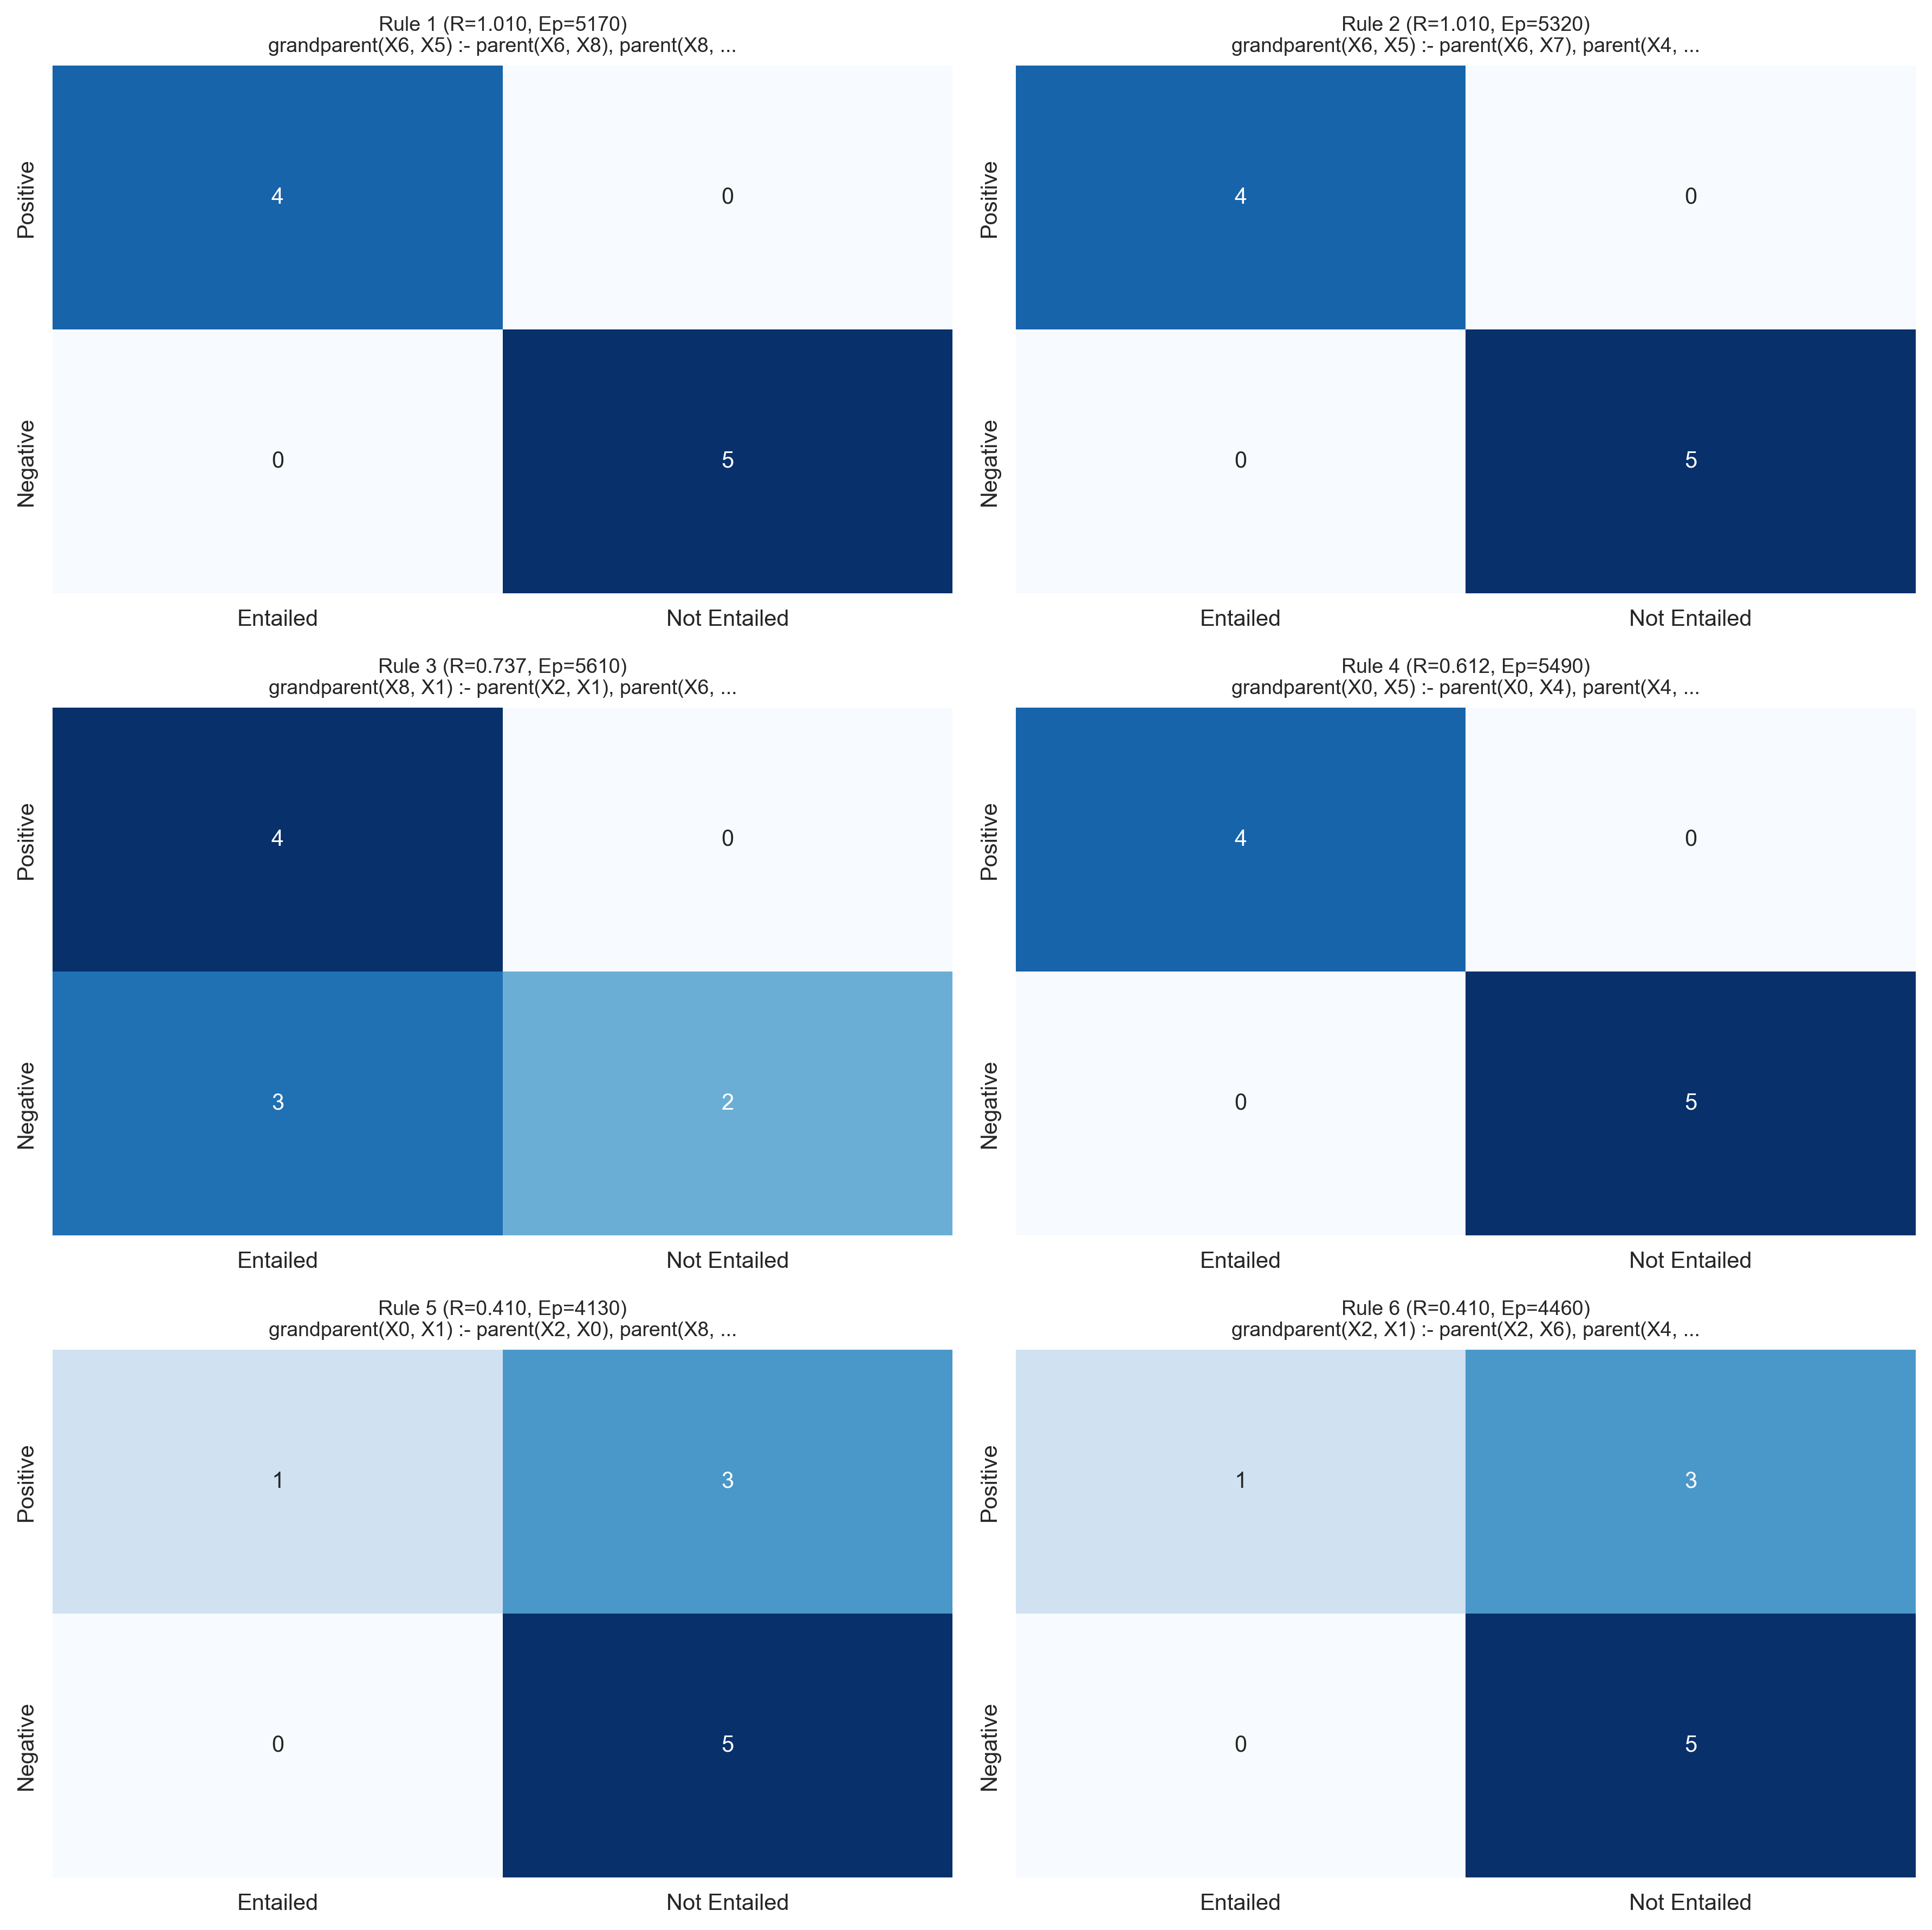 Rule 1 (R=1.010, Ep=5170)
grandparent(X6, X5) :- parent(X6, X8), parent(X8, ...
Positive
4
0
Negative
0
5
Entailed
Not Entailed
Rule 2 (R=1.010, Ep=5320)
grandparent(X6, X5) :- parent(X6, X7), parent(X4, ...
Positive
4
0
Negative
0
5
Entailed
Not Entailed
Rule 3 (R=0.737, Ep=5610)
grandparent(X8, X1) :- parent(X2, X1), parent(X6, ...
Positive
4
0
Negative
3
2
Entailed
Not Entailed
Rule 4 (R=0.612, Ep=5490)
grandparent(X0, X5) :- parent(X0, X4), parent(X4, ...
Positive
4
0
Negative
0
5
Entailed
Not Entailed
Rule 5 (R=0.410, Ep=4130)
grandparent(X0, X1) :- parent(X2, X0), parent(X8, ...
Positive
1
3
Negative
0
5
Entailed
Not Entailed
Rule 6 (R=0.410, Ep=4460)
grandparent(X2, X1) :- parent(X2, X6), parent(X4, ...
Positive
1
3
Negative
0
5
Entailed
Not Entailed